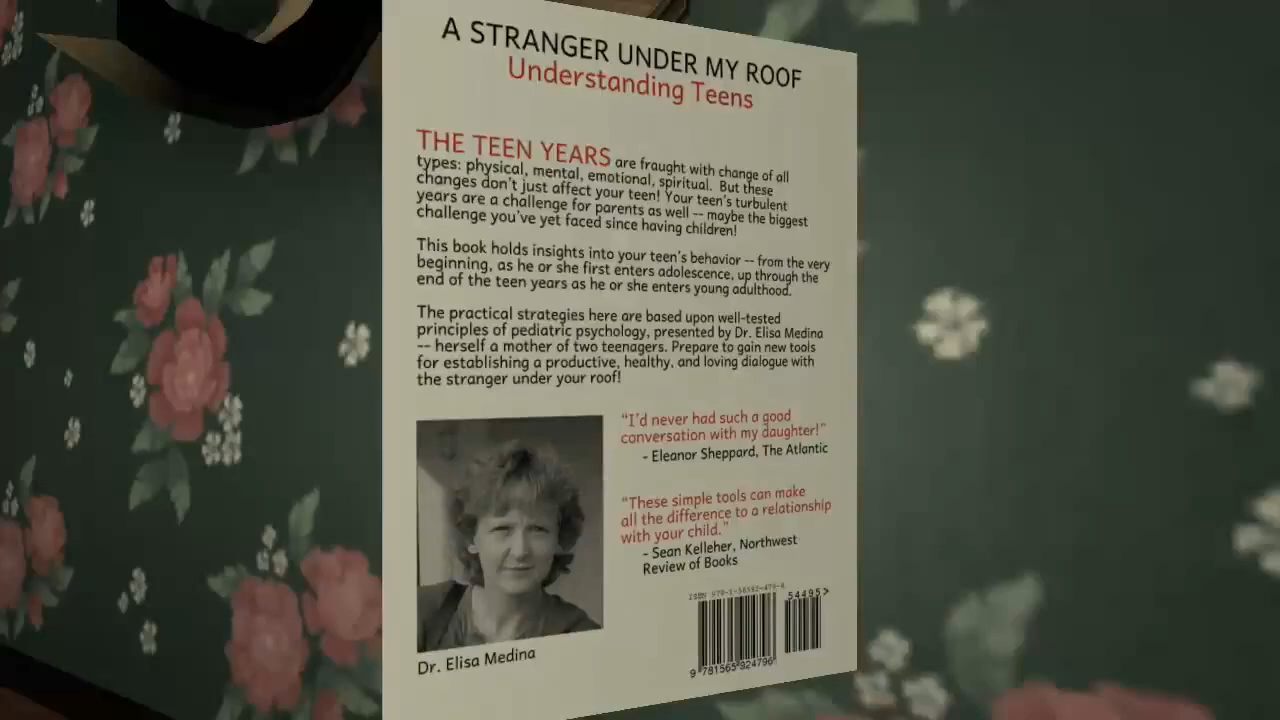 A STRANGER UNDER MY ROOF
Understanding Teens
THE TEEN YEARS are fraught with change of all
types: physical, mental, emotional, spiritual. But these
changes don't just affect your teen! Your teen's turbulent
years are a challenge for parents as well -- maybe the biggest
challenge you've yet faced since having children!
This book holds insights into your teen's behavior -- from the very
beginning, as he or she first enters adolescence, up through the
end of the teen years as he or she enters young adulthood.
The practical strategies here are based upon well-tested
principles of pediatric psychology, presented by Dr. Elisa Medina
-- herself a mother of two teenagers. Prepare to gain new tools
for establishing a productive, healthy, and loving dialogue with
the stranger under your roof!
"I'd never had such a good
conversation with my daughter!"
- Eleanor Sheppard, The Atlantic
"These simple tools can make
all the difference to a relationship
with your child."
- Sean Kelleher, Northwest
Review of Books
Dr. Elisa Medina
54495>
9 781565 924796